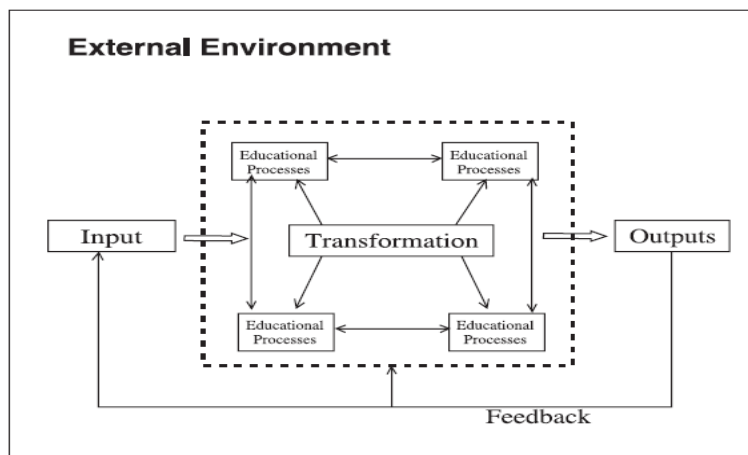 External Environment
Educational
Processes
Educational
Processes
Input
Transformation
Outputs
Educational
Processes
Educational
Processes
Feedback